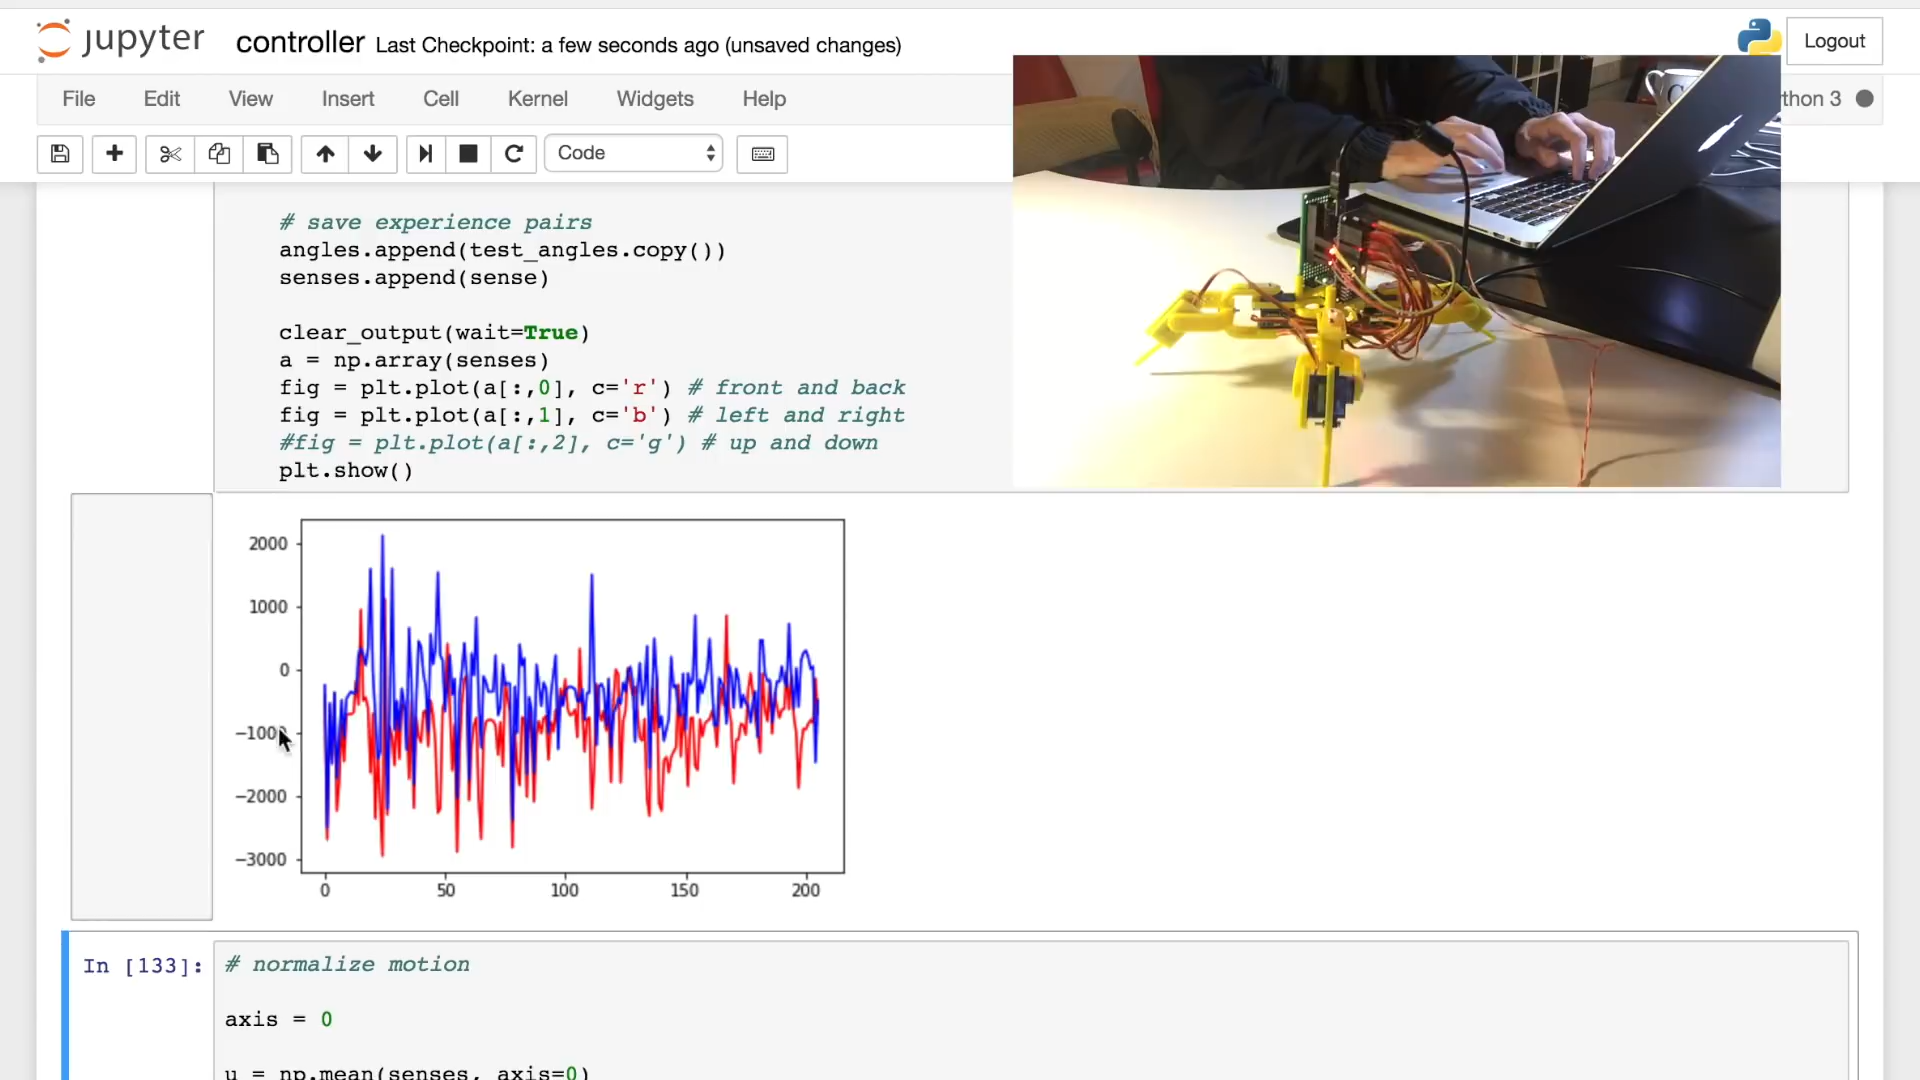 jupyter controller Last Checkpoint: a few seconds ago (unsaved changes) Logout
File Edit View Insert Cell Kernel Widgets Help thon 3
Code
# save experience pairs
angles.append(test_angles.copy())
senses.append(sense)
clear_output(wait=True)
a = np.array(senses)
fig = plt.plot(a[:,0], c='r') # front and back
fig = plt.plot(a[:,1], c='b') # left and right
#fig = plt.plot(a[:,2], c='g') # up and down
plt.show()
2000
1000
0
−1000
−2000
−3000
0 50 100 150 200
In [133]: # normalize motion
axis = 0
u = np.mean(senses, axis=0)